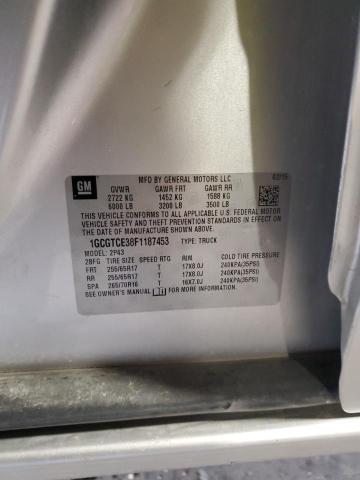 GM
MFD BY GENERAL MOTORS LLC 02/15
GVWR GAWR FRT GAWR RR
2722 KG 1452 KG 1588 KG
6000 LB 3200 LB 3500 LB
THIS VEHICLE CONFORMS TO ALL APPLICABLE U.S. FEDERAL MOTOR
VEHICLE SAFETY AND THEFT PREVENTION STANDARDS IN EFFECT ON
THE DATE OF MANUFACTURE SHOWN ABOVE.
1GCGTCE38F1187453 TYPE: TRUCK
MODEL: 2P43
2BFG TIRE SIZE SPEED RTG RIM COLD TIRE PRESSURE
FRT 255/65R17 T 17X8.0J 240KPA(35PSI)
RR 255/65R17 T 17X8.0J 240KPA(35PSI)
SPA 265/70R16 T 16X7.0J 240KPA(35PSI)
SEE OWNER'S MANUAL FOR MORE INFORMATION.